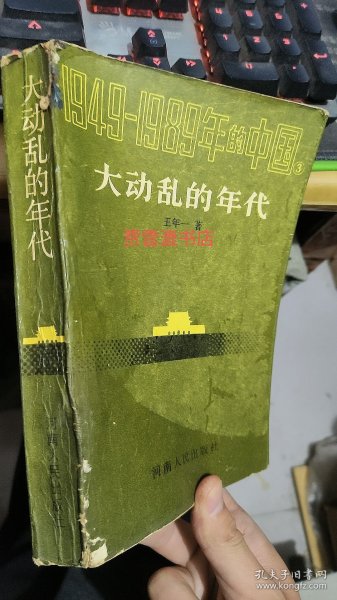 1949-1989年的中国③
大动乱的年代
王年一 著
河南人民出版社
大动乱的年代
孔夫子旧书网